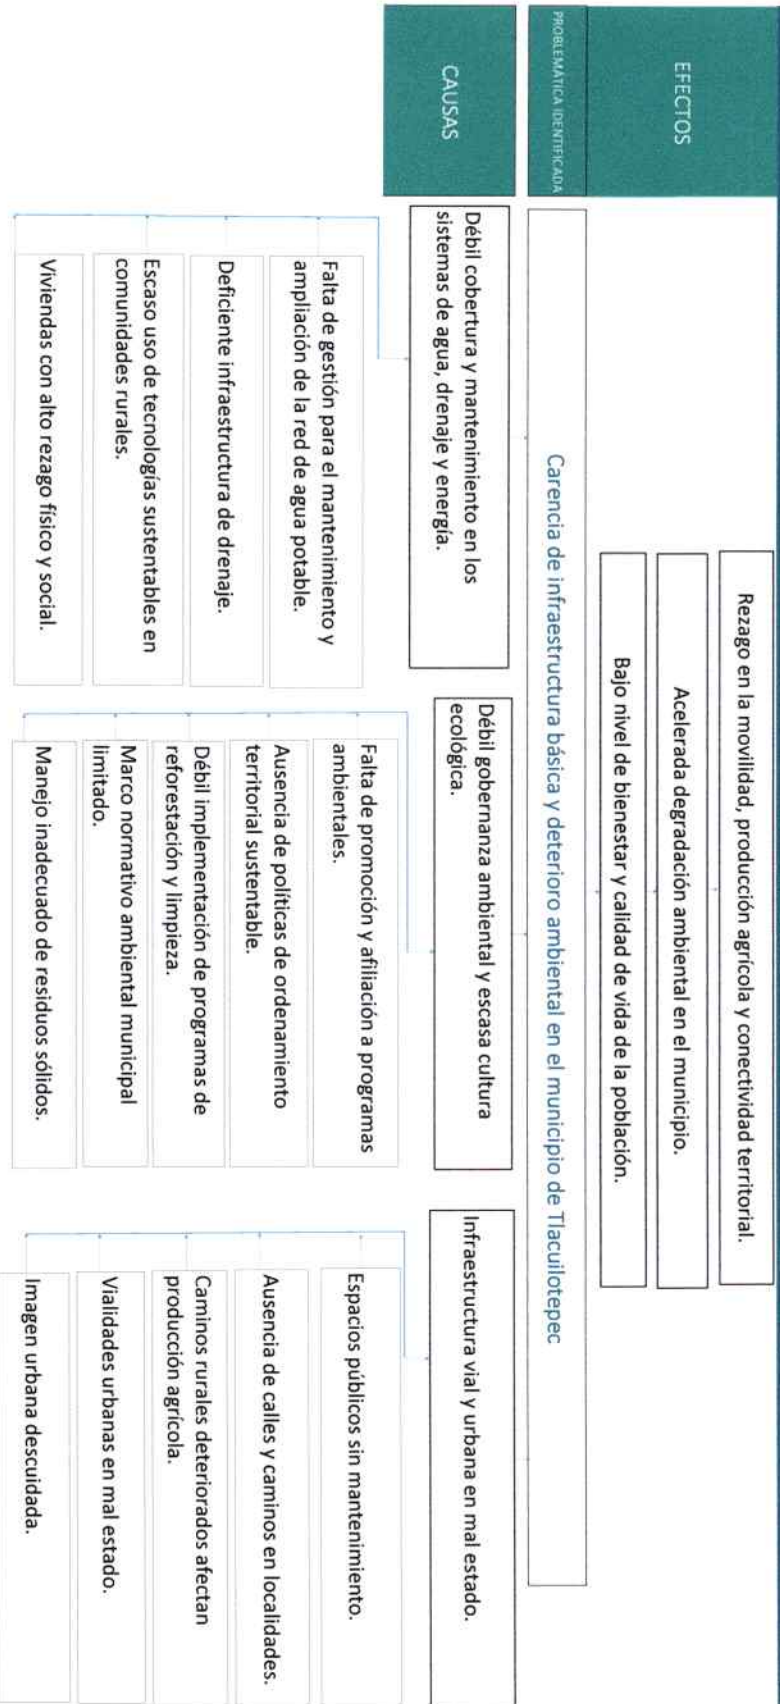 EFECTOS
Rezago en la movilidad, producción agrícola y conectividad territorial.
Acelerada degradación ambiental en el municipio.
Bajo nivel de bienestar y calidad de vida de la población.
PROBLEMÁTICA IDENTIFICADA
Carencia de infraestructura básica y deterioro ambiental en el municipio de Tlacuilotepec
CAUSAS
Débil cobertura y mantenimiento en los
sistemas de agua, drenaje y energía.
Falta de gestión para el mantenimiento y
ampliación de la red de agua potable.
Deficiente infraestructura de drenaje.
Escaso uso de tecnologías sustentables en
comunidades rurales.
Viviendas con alto rezago físico y social.
Débil gobernanza ambiental y escasa cultura
ecológica.
Falta de promoción y afiliación a programas
ambientales.
Ausencia de políticas de ordenamiento
territorial sustentable.
Débil implementación de programas de
reforestación y limpieza.
Marco normativo ambiental municipal
limitado.
Manejo inadecuado de residuos sólidos.
Infraestructura vial y urbana en mal estado.
Espacios públicos sin mantenimiento.
Ausencia de calles y caminos en localidades.
Caminos rurales deteriorados afectan
producción agrícola.
Vialidades urbanas en mal estado.
Imagen urbana descuidada.